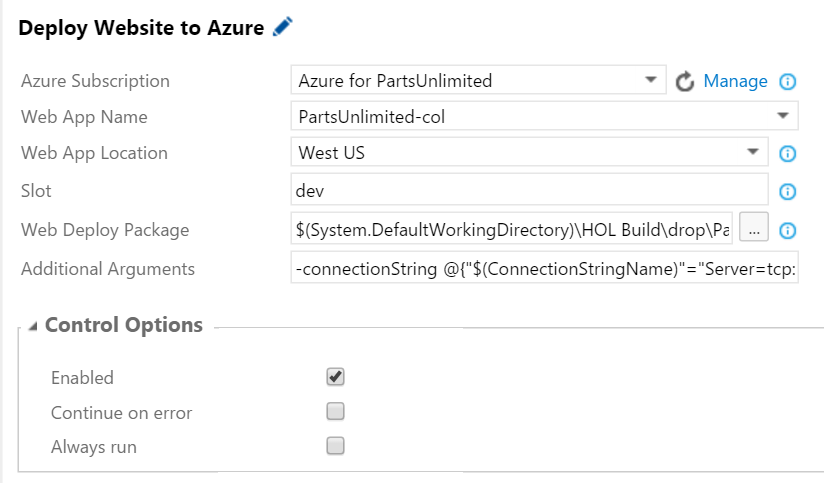 Deploy Website to Azure
Azure Subscription Azure for PartsUnlimited Manage
Web App Name PartsUnlimited-col
Web App Location West US
Slot dev
Web Deploy Package $(System.DefaultWorkingDirectory)\HOL Build\drop\Pa ...
Additional Arguments -connectionString @{"$(ConnectionStringName)"="Server=tcp:
Control Options
Enabled
Continue on error
Always run